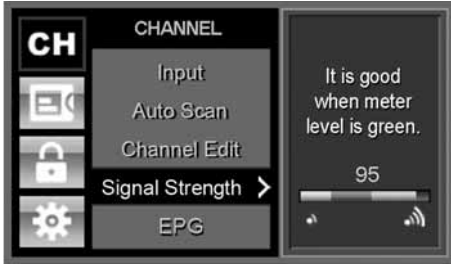 CH
CHANNEL
Input
Auto Scan
Channel Edit
Signal Strength >
EPG
It is good
when meter
level is green.
95